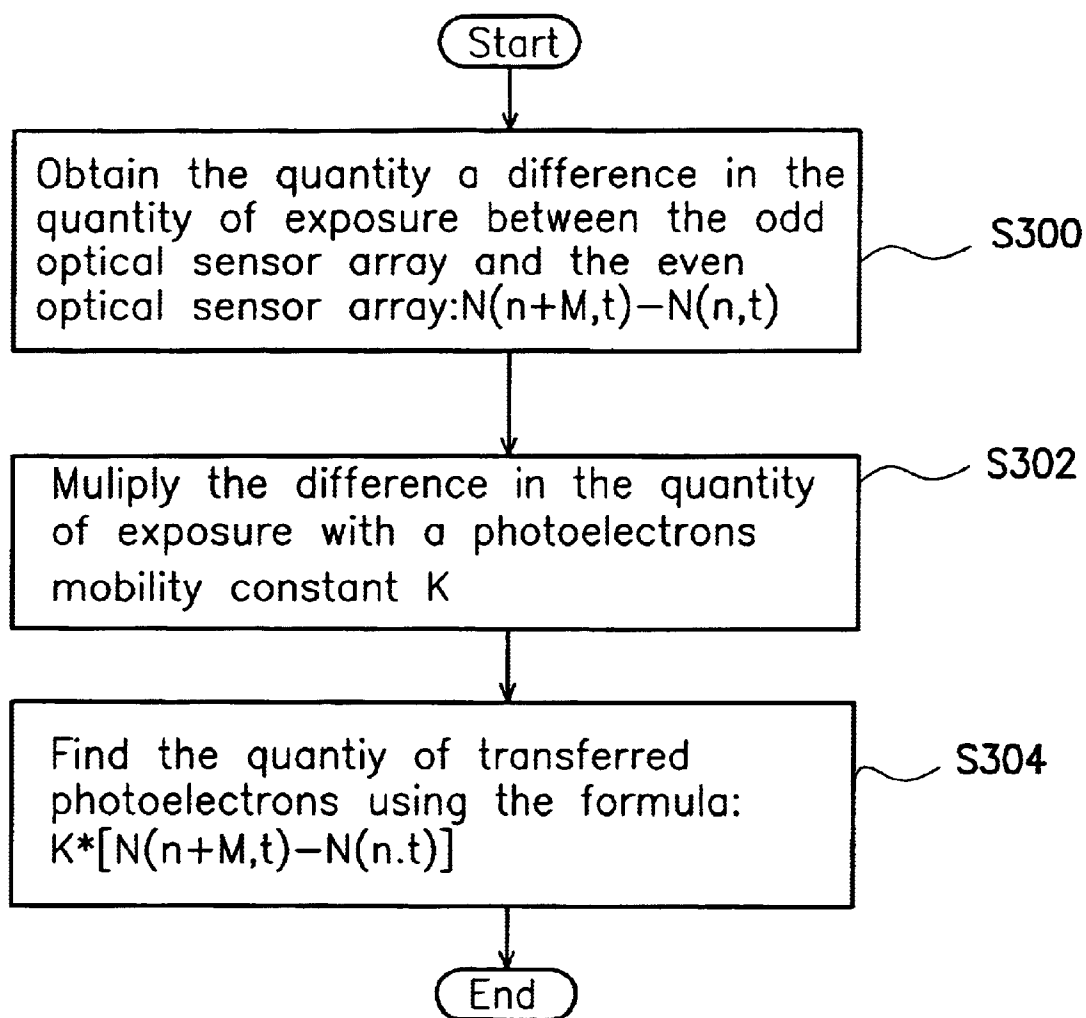 Start
Obtain the quantity a difference in the
quantity of exposure between the odd
optical sensor array and the even
optical sensor array:N(n+M,t)−N(n,t)
S300
Muliply the difference in the quantity
of exposure with a photoelectrons
mobility constant K
S302
Find the quantiy of transferred
photoelectrons using the formula:
K*[N(n+M,t)−N(n.t)]
S304
End